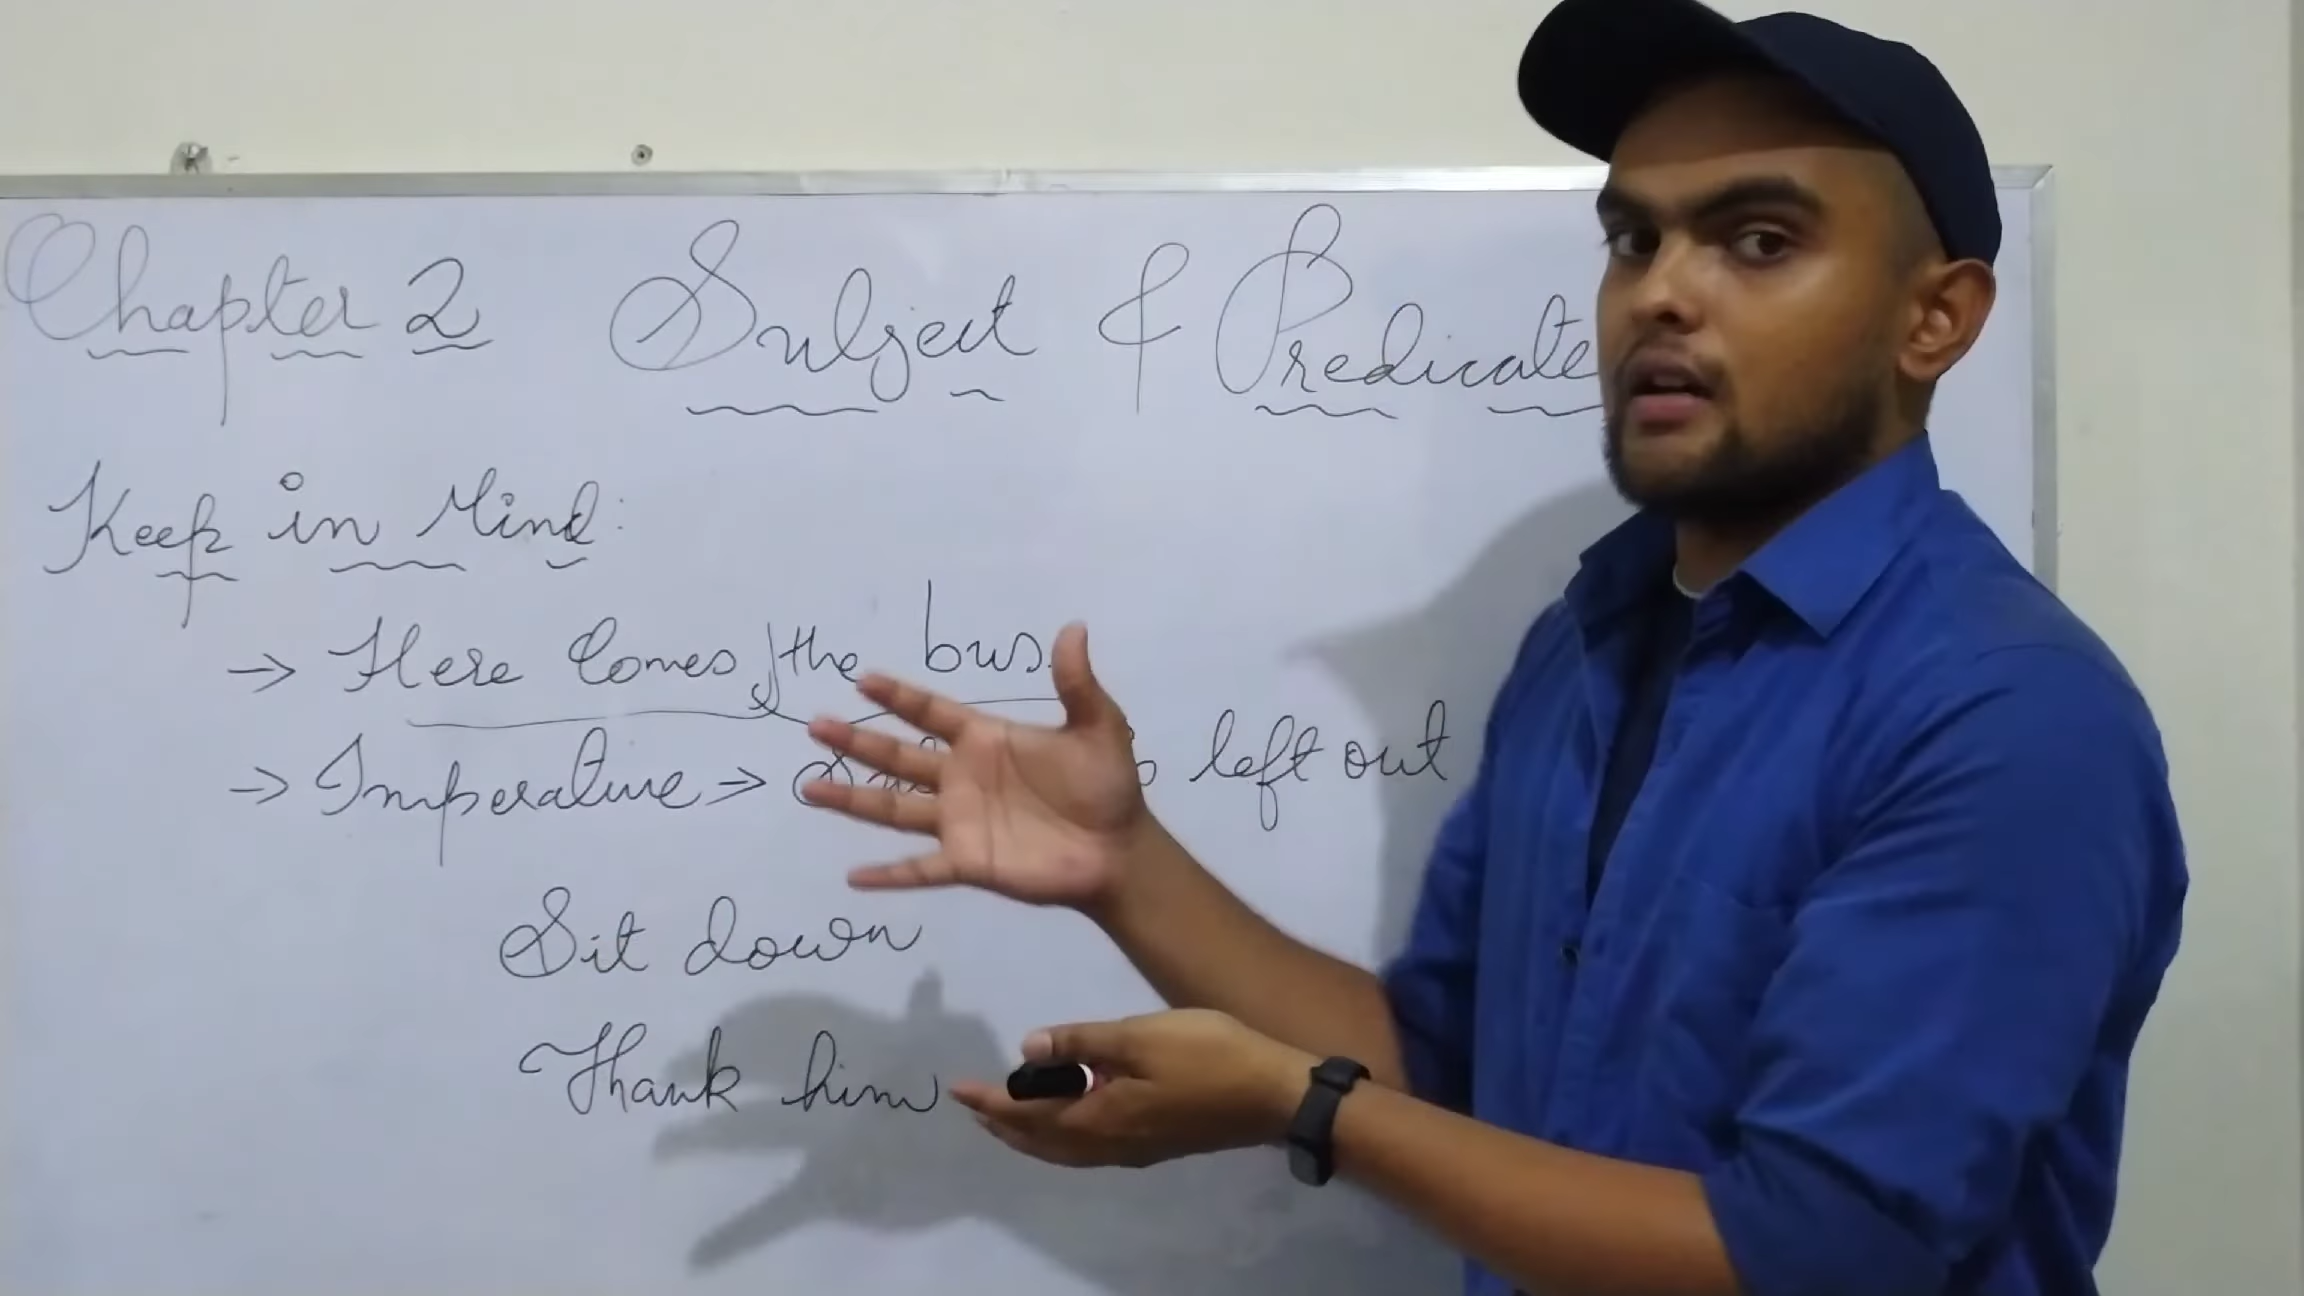 Chapter 2 Subject & Predicate
Keep in Mind:
→ Here Comes the bus.
→ Imperative → left out
Sit down
Thank him